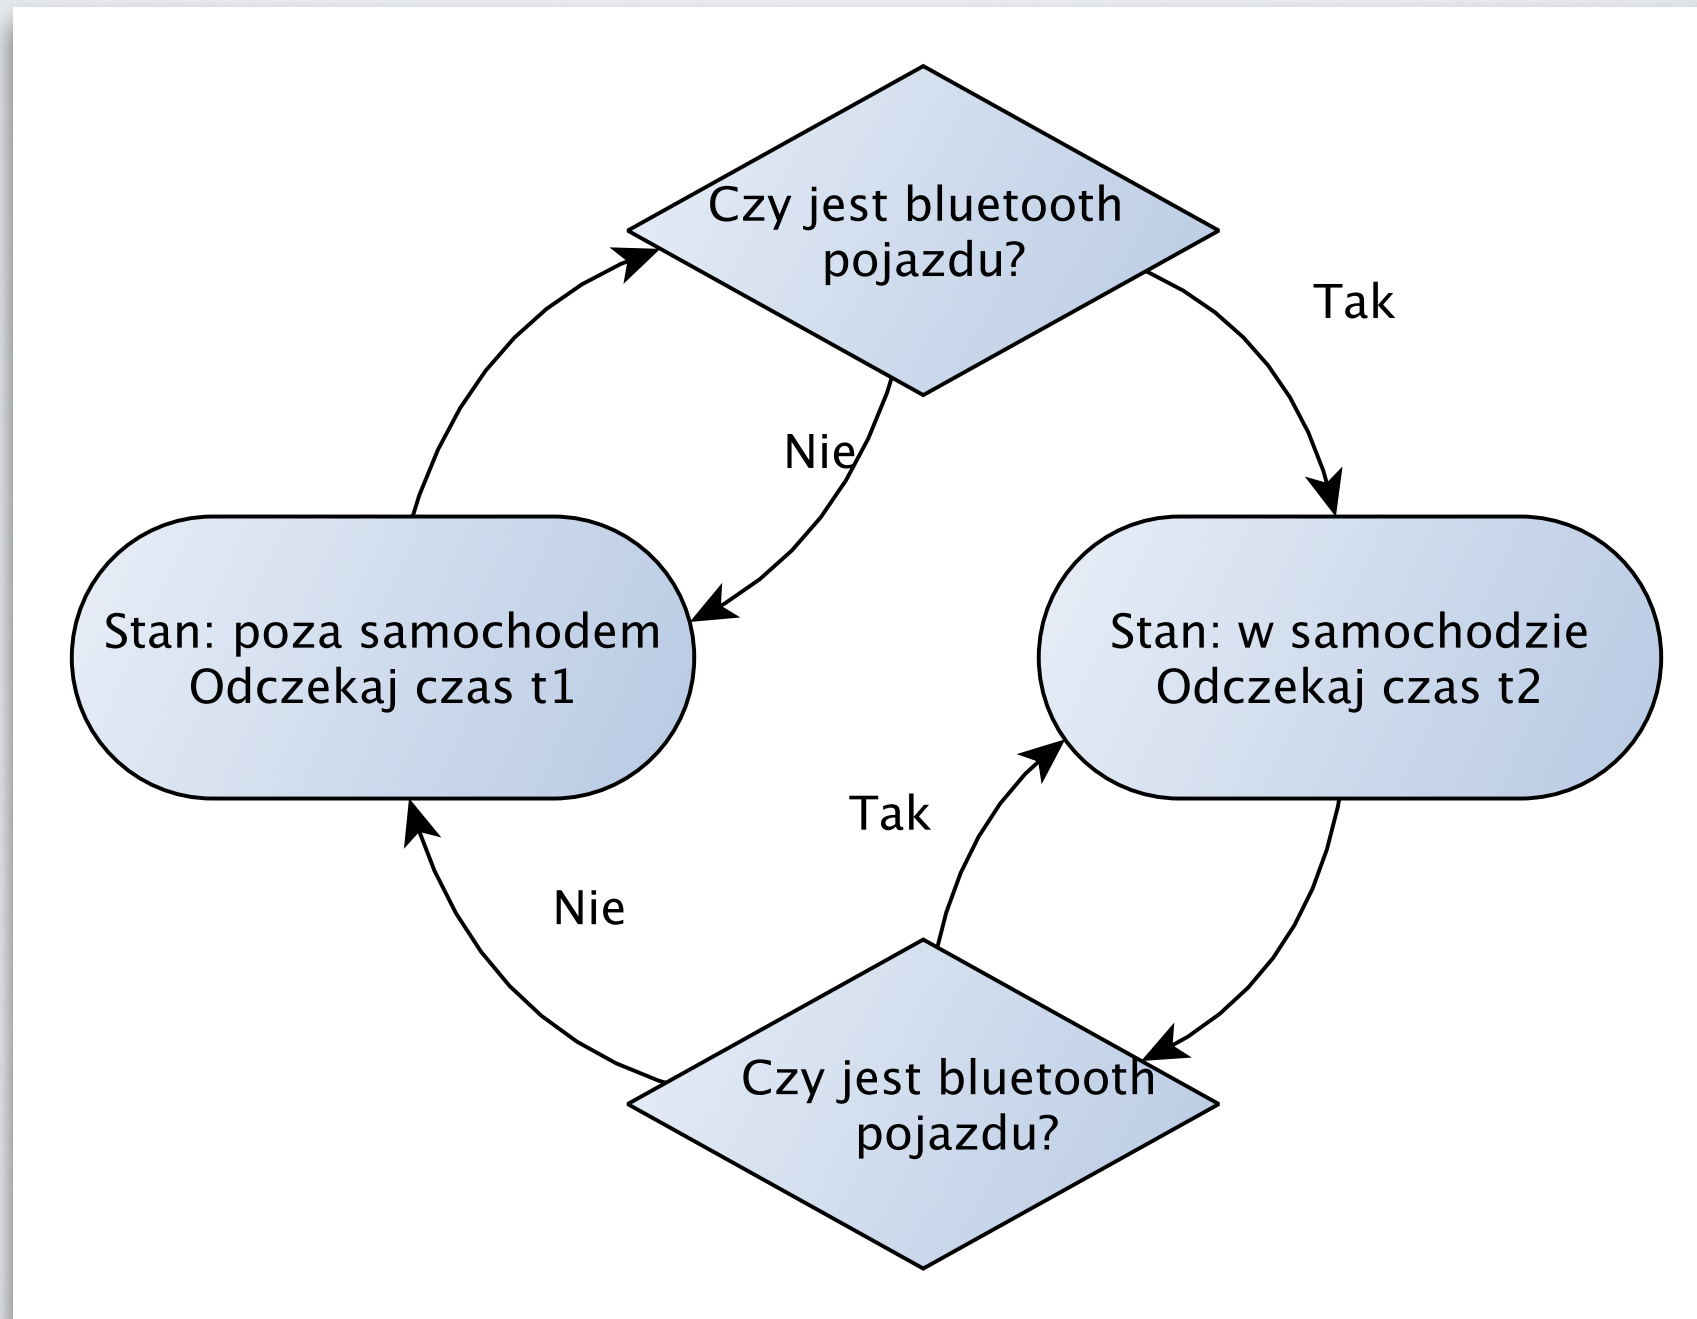 Czy jest bluetooth
pojazdu?
Tak
Nie
Stan: poza samochodem
Odczekaj czas t1
Stan: w samochodzie
Odczekaj czas t2
Tak
Nie
Czy jest bluetooth
pojazdu?